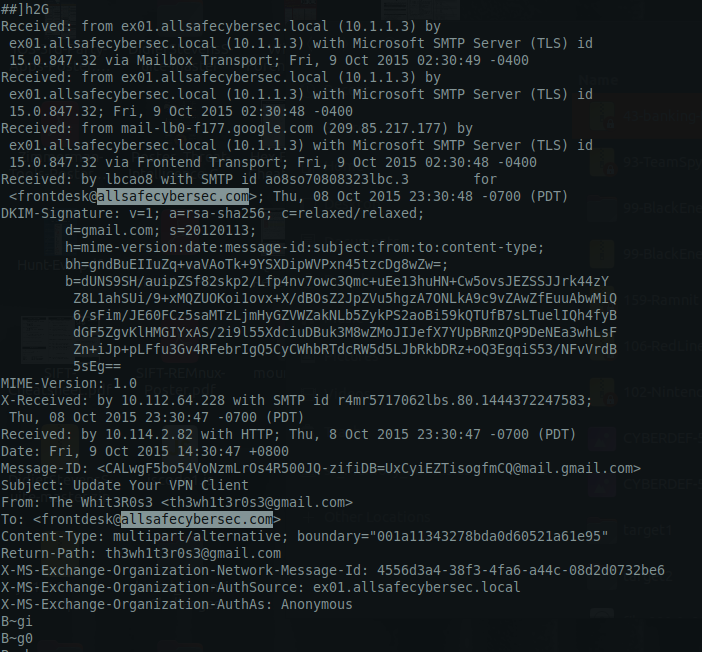 ##]h2G
Received: from ex01.allsafecybersec.local (10.1.1.3) by
ex01.allsafecybersec.local (10.1.1.3) with Microsoft SMTP Server (TLS) id
15.0.847.32 via Mailbox Transport; Fri, 9 Oct 2015 02:30:49 -0400
Received: from ex01.allsafecybersec.local (10.1.1.3) by
ex01.allsafecybersec.local (10.1.1.3) with Microsoft SMTP Server (TLS) id
15.0.847.32; Fri, 9 Oct 2015 02:30:48 -0400
Received: from mail-lb0-f177.google.com (209.85.217.177) by
ex01.allsafecybersec.local (10.1.1.3) with Microsoft SMTP Server (TLS) id
15.0.847.32 via Frontend Transport; Fri, 9 Oct 2015 02:30:48 -0400
Received: by lbcao8 with SMTP id ao8so70808323lbc.3 for
<frontdesk@allsafecybersec.com>; Thu, 08 Oct 2015 23:30:48 -0700 (PDT)
DKIM-Signature: v=1; a=rsa-sha256; c=relaxed/relaxed;
d=gmail.com; s=20120113;
h=mime-version:date:message-id:subject:from:to:content-type;
bh=gndBuEIIuZq+vaVAoTk+9YSXDipWVPxn45tzcDg8wZw=;
b=dUNS9SH/auipZSf82skp2/Lfp4nv7owc3Qmc+uEe13huHN+Cw5ovsJEZSSJJrk44zY
Z8L1ahSUi/9+xMQZUOKoi1ovx+X/dBOsZ2JpZVu5hgzA7ONLkA9c9vZAwZfEuuAbwMiQ
6/sFim/JE60FCz5saMTzLjmHyGZVWZakNLb5ZykPS2aoBi59kQTUfB7sLTuelIQh4fyB
dGF5ZgvKlHMGIYxAS/2i9l55XdciuDBuk3M8wZMoJIJefX7YUpBRmzQP9DeNEa3whLsF
Zn+iJp+pLFfu3Gv4RFebrIgQ5CyCWhbRTdcRW5d5LJbRkbDRz+oQ3EgqiS53/NFvVrdB
5sEg==
MIME-Version: 1.0
X-Received: by 10.112.64.228 with SMTP id r4mr5717062lbs.80.1444372247583;
Thu, 08 Oct 2015 23:30:47 -0700 (PDT)
Received: by 10.114.2.82 with HTTP; Thu, 8 Oct 2015 23:30:47 -0700 (PDT)
Date: Fri, 9 Oct 2015 14:30:47 +0800
Message-ID: <CALwgF5bo54VoNzmLrOs4R500JQ-zifiDB=UxCyiEZTisogfmCQ@mail.gmail.com>
Subject: Update Your VPN Client
From: The Whit3R0s3 <th3wh1t3r0s3@gmail.com>
To: <frontdesk@allsafecybersec.com>
Content-Type: multipart/alternative; boundary="001a11343278bda0d60521a61e95"
Return-Path: th3wh1t3r0s3@gmail.com
X-MS-Exchange-Organization-Network-Message-Id: 4556d3a4-38f3-4fa6-a44c-08d2d0732be6
X-MS-Exchange-Organization-AuthSource: ex01.allsafecybersec.local
X-MS-Exchange-Organization-AuthAs: Anonymous
B~gi
B~g0